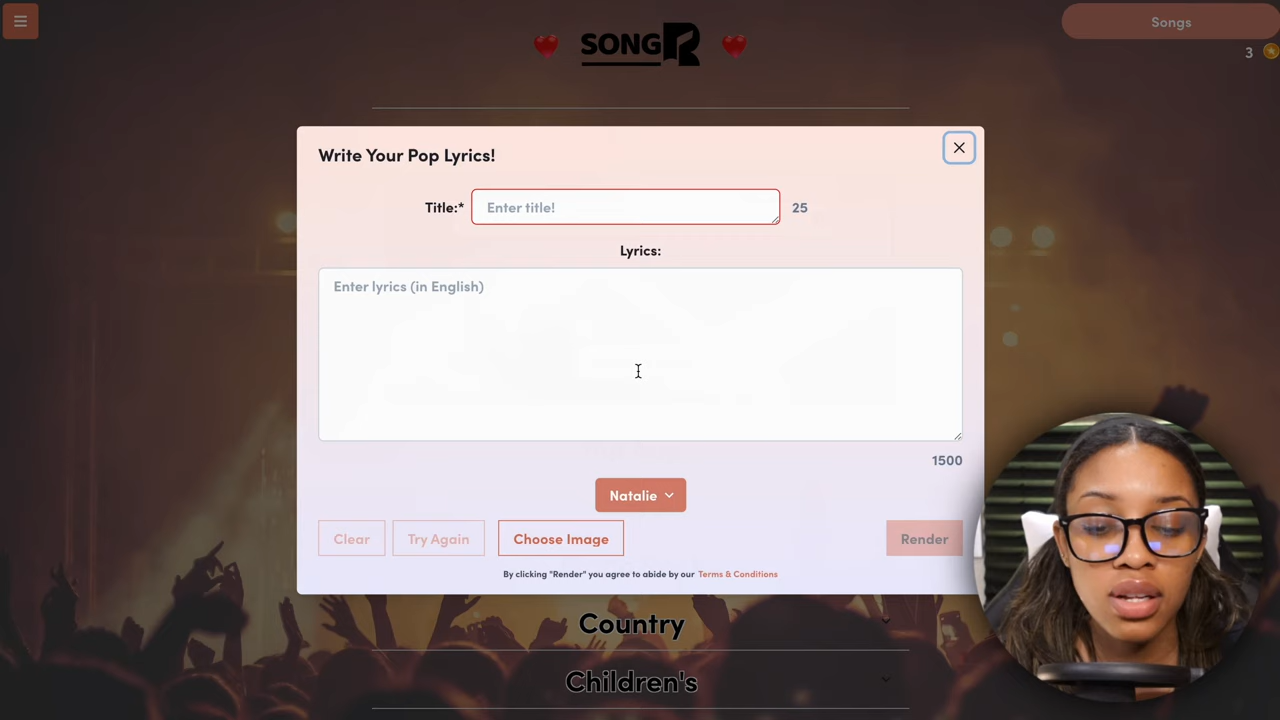 SONGR
Songs
3
Write Your Pop Lyrics!
Title:* Enter title! 25
Lyrics:
Enter lyrics (in English)
1500
Natalie
Clear Try Again Choose Image Render
By clicking "Render" you agree to abide by our Terms & Conditions
Country
Children's